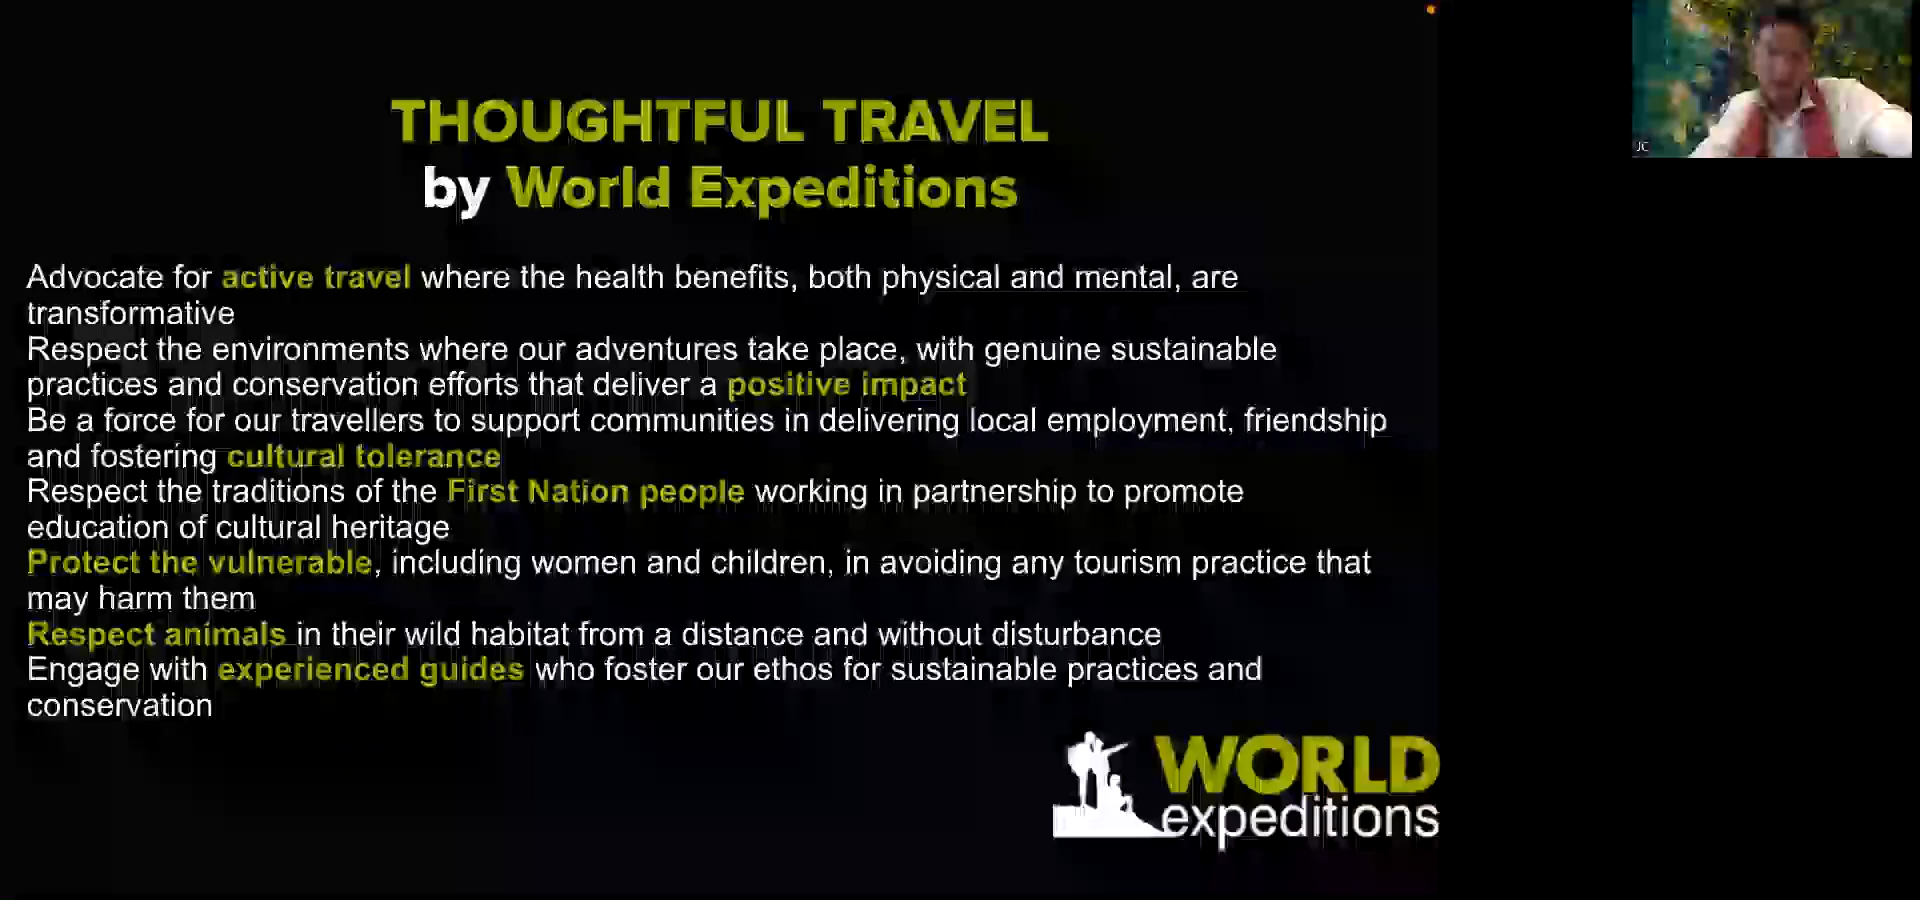 THOUGHTFUL TRAVEL
by World Expeditions
Advocate for active travel where the health benefits, both physical and mental, are
transformative
Respect the environments where our adventures take place, with genuine sustainable
practices and conservation efforts that deliver a positive impact
Be a force for our travellers to support communities in delivering local employment, friendship
and fostering cultural tolerance
Respect the traditions of the First Nation people working in partnership to promote
education of cultural heritage
Protect the vulnerable, including women and children, in avoiding any tourism practice that
may harm them
Respect animals in their wild habitat from a distance and without disturbance
Engage with experienced guides who foster our ethos for sustainable practices and
conservation
WORLD
expeditions
JC